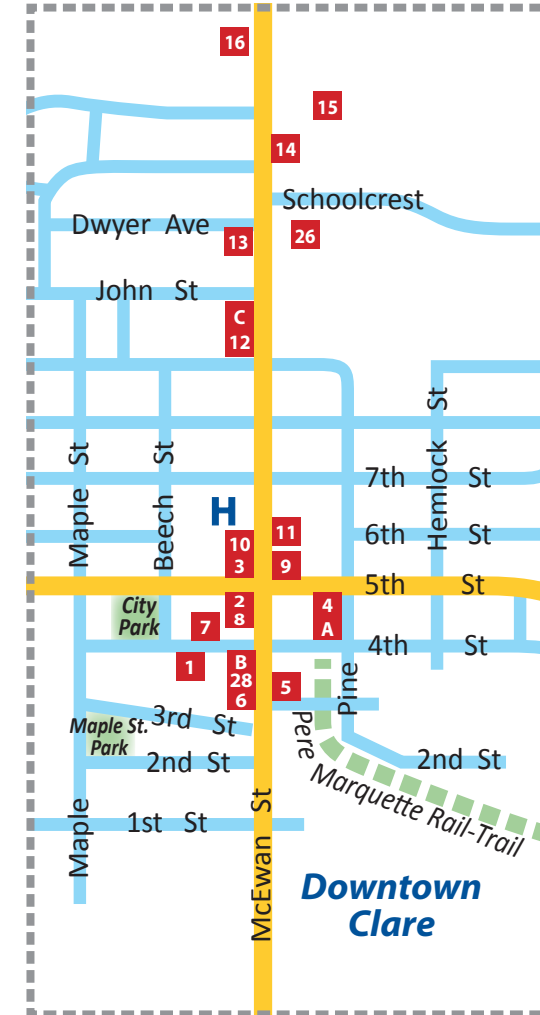 16
15
14
Schoolcrest
Dwyer Ave
13
26
John St
C
12
Maple St
Beech St
Hemlock St
7th St
H
11
6th St
10
3
9
5th St
City
Park
2
8
7
4
A
4th St
1
B
28
6
5
Pine
3rd St
Maple St.
Park
2nd St
2nd St
Pere
Marquette Rail-Trail
Maple
1st St
McEwan St
Downtown
Clare